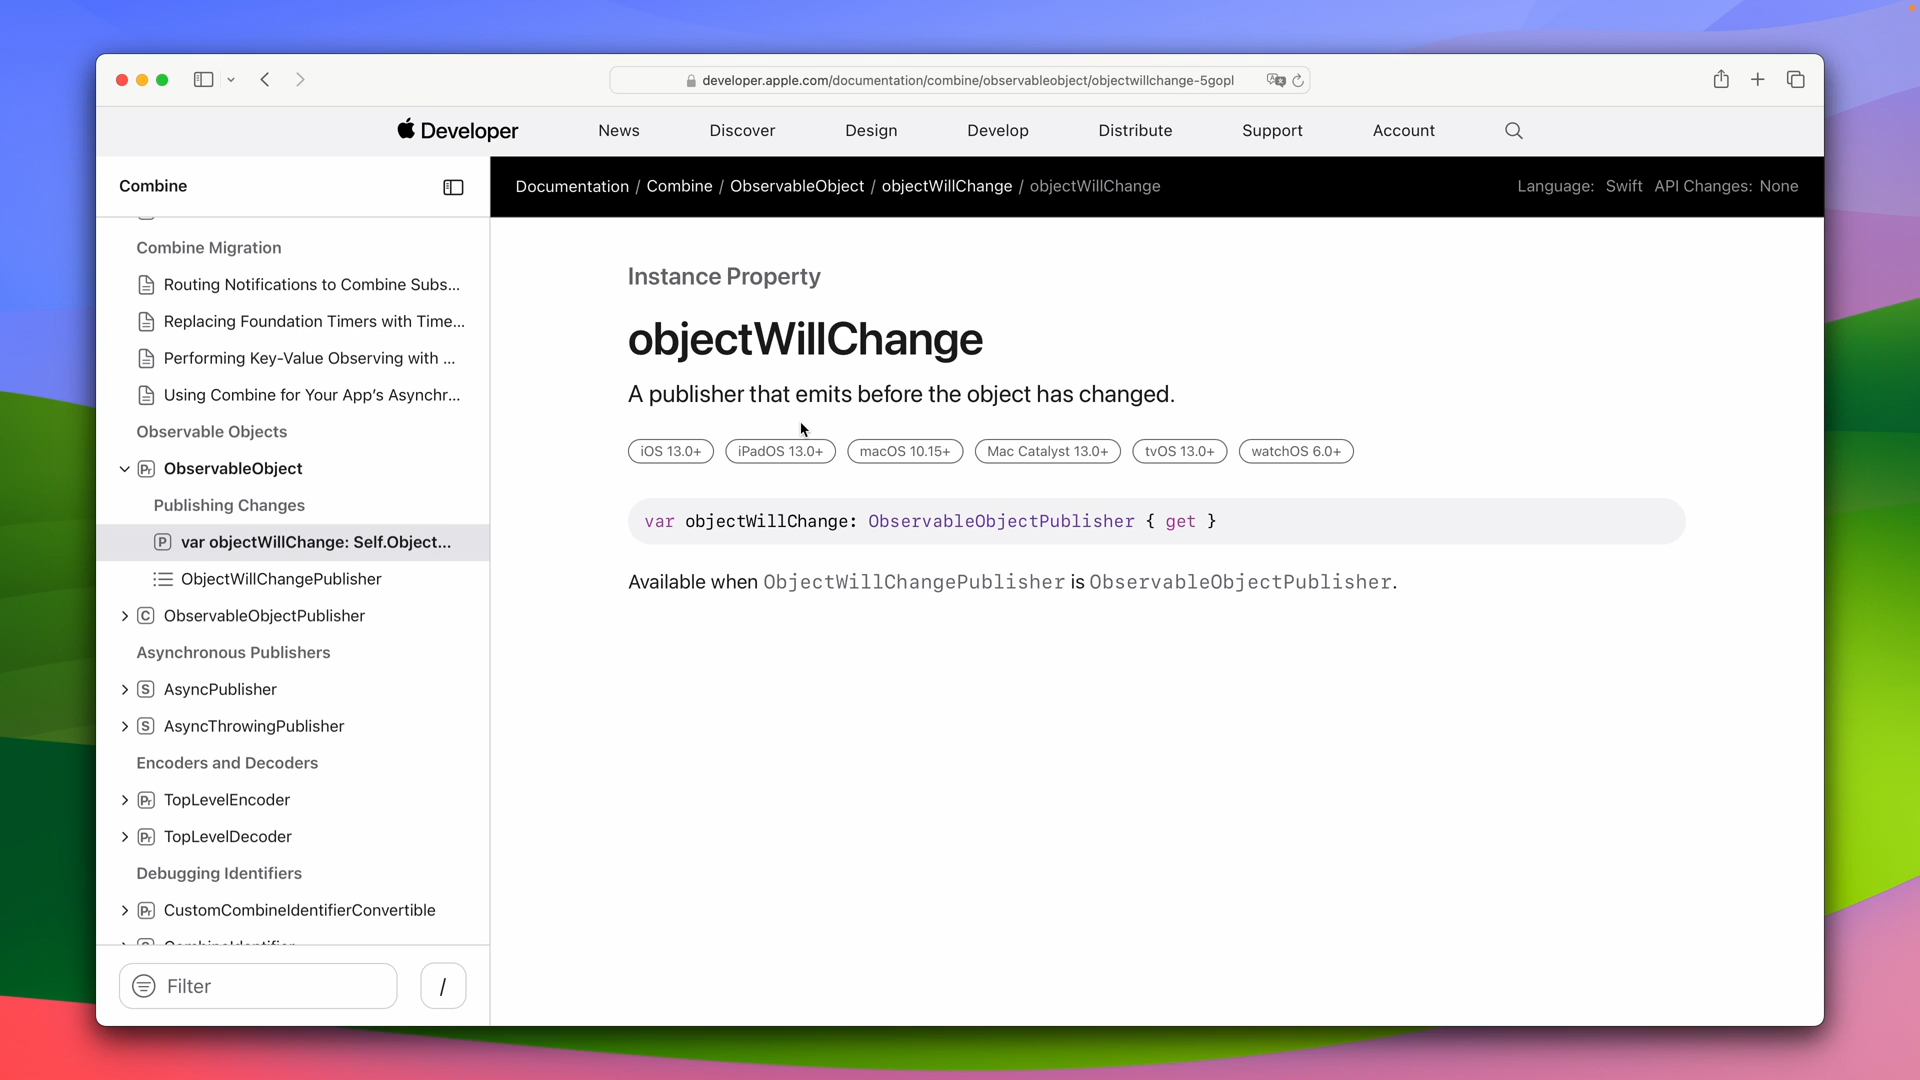 developer.apple.com/documentation/combine/observableobject/objectwillchange-5gopl
Developer
News
Discover
Design
Develop
Distribute
Support
Account
Combine
Documentation / Combine / ObservableObject / objectWillChange / objectWillChange
Language: Swift API Changes: None
Combine Migration
Routing Notifications to Combine Subs...
Replacing Foundation Timers with Time...
Performing Key-Value Observing with ...
Using Combine for Your App's Asynchr...
Observable Objects
Pr ObservableObject
Publishing Changes
P var objectWillChange: Self.Object...
ObjectWillChangePublisher
C ObservableObjectPublisher
Asynchronous Publishers
S AsyncPublisher
S AsyncThrowingPublisher
Encoders and Decoders
Pr TopLevelEncoder
Pr TopLevelDecoder
Debugging Identifiers
Pr CustomCombineIdentifierConvertible
Filter
/
Instance Property
objectWillChange
A publisher that emits before the object has changed.
iOS 13.0+
iPadOS 13.0+
macOS 10.15+
Mac Catalyst 13.0+
tvOS 13.0+
watchOS 6.0+
var objectWillChange: ObservableObjectPublisher { get }
Available when ObjectWillChangePublisher is ObservableObjectPublisher.